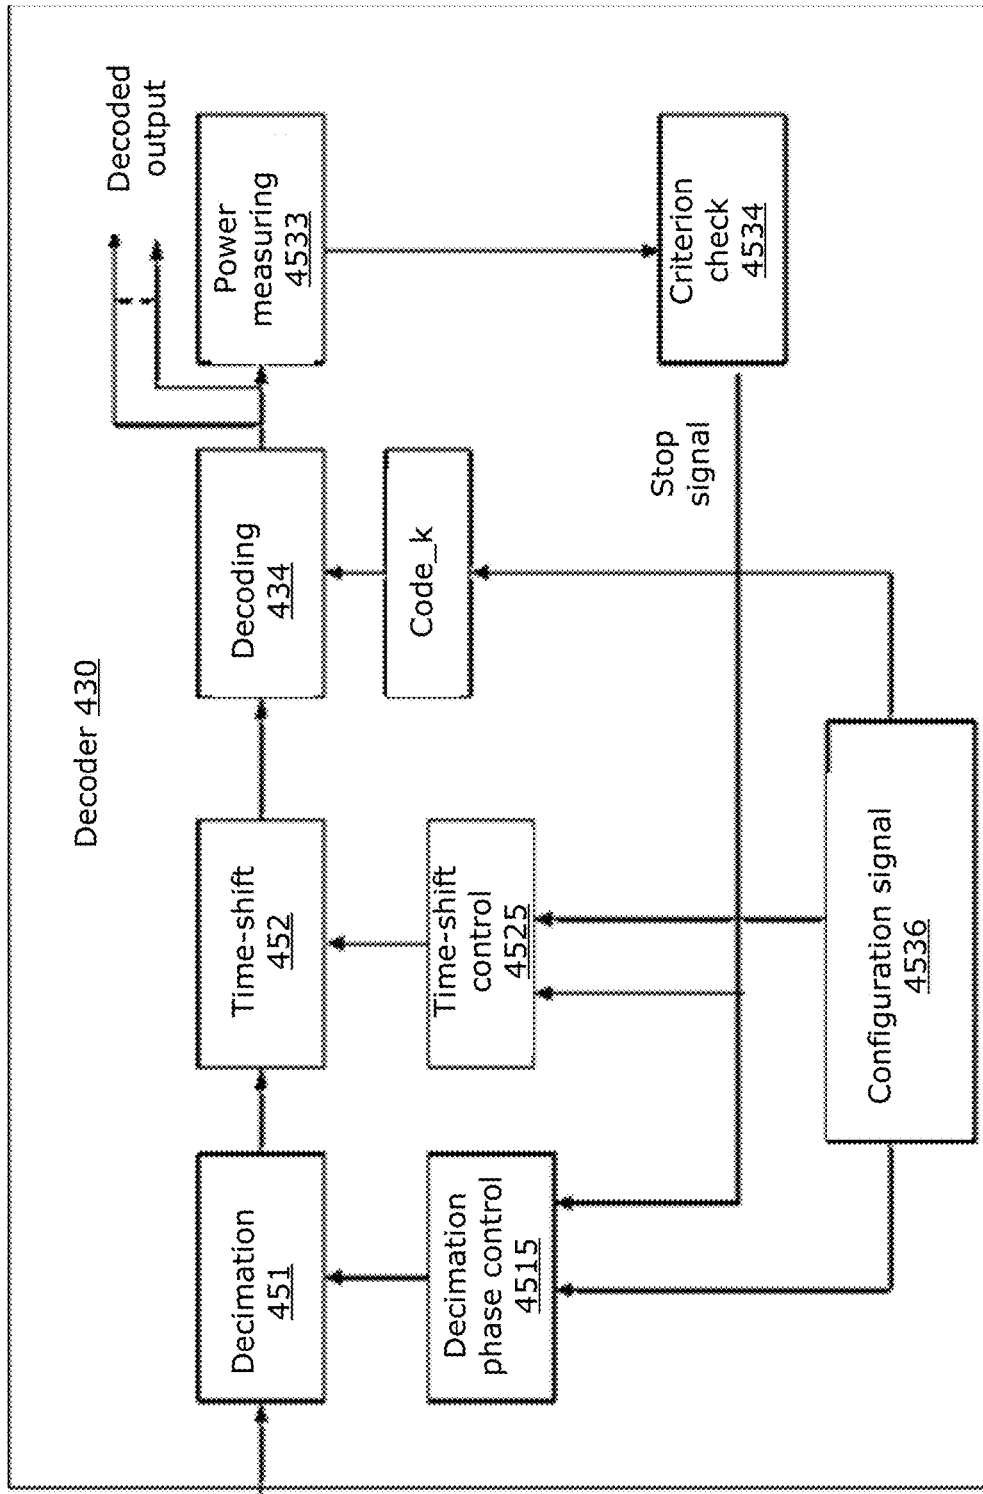 Decoder 430
Decoded
output
Decimation
451
Time-shift
452
Decoding
434
Power
measuring
4533
Decimation
phase control
4515
Time-shift
control
4525
Code_k
Stop
signal
Criterion
check
4534
Configuration signal
4536